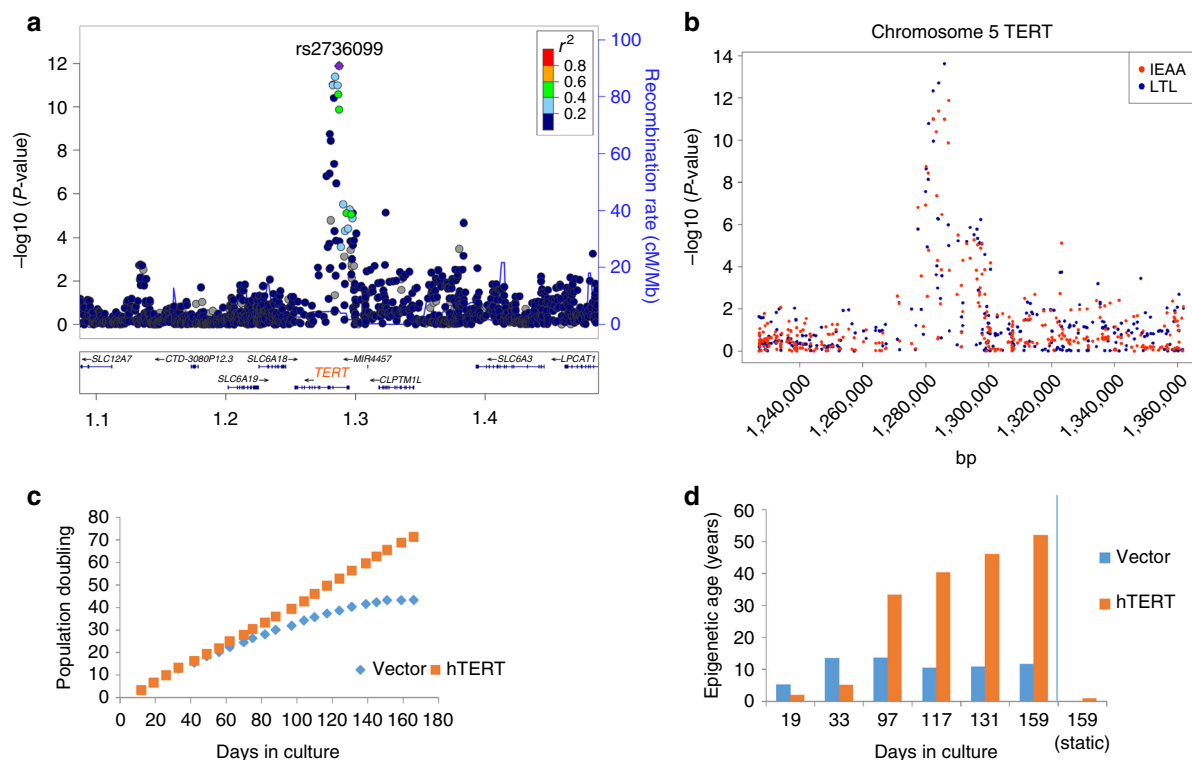 a
rs2736099
r2
0.8
0.6
0.4
0.2
12
10
8
6
4
2
0
–log10 (P-value)
100
80
60
40
20
0
Recombination rate (cM/Mb)
←SLC12A7
←CTD-3080P12.3
SLC6A18→
←MIR4457
←SLC6A3
←LPCAT1
SLC6A19→
TERT
←
←CLPTM1L
1.1 1.2 1.3 1.4
b
Chromosome 5 TERT
IEAA
LTL
14
12
10
8
6
4
2
0
–log10 (P-value)
1,240,000 1,260,000 1,280,000 1,300,000 1,320,000 1,340,000 1,360,000
bp
c
80
70
60
50
40
30
20
10
0
Population doubling
Vector hTERT
0 20 40 60 80 100 120 140 160 180
Days in culture
d
60
50
40
30
20
10
0
Epigenetic age (years)
Vector
hTERT
19 33 97 117 131 159 159
(static)
Days in culture